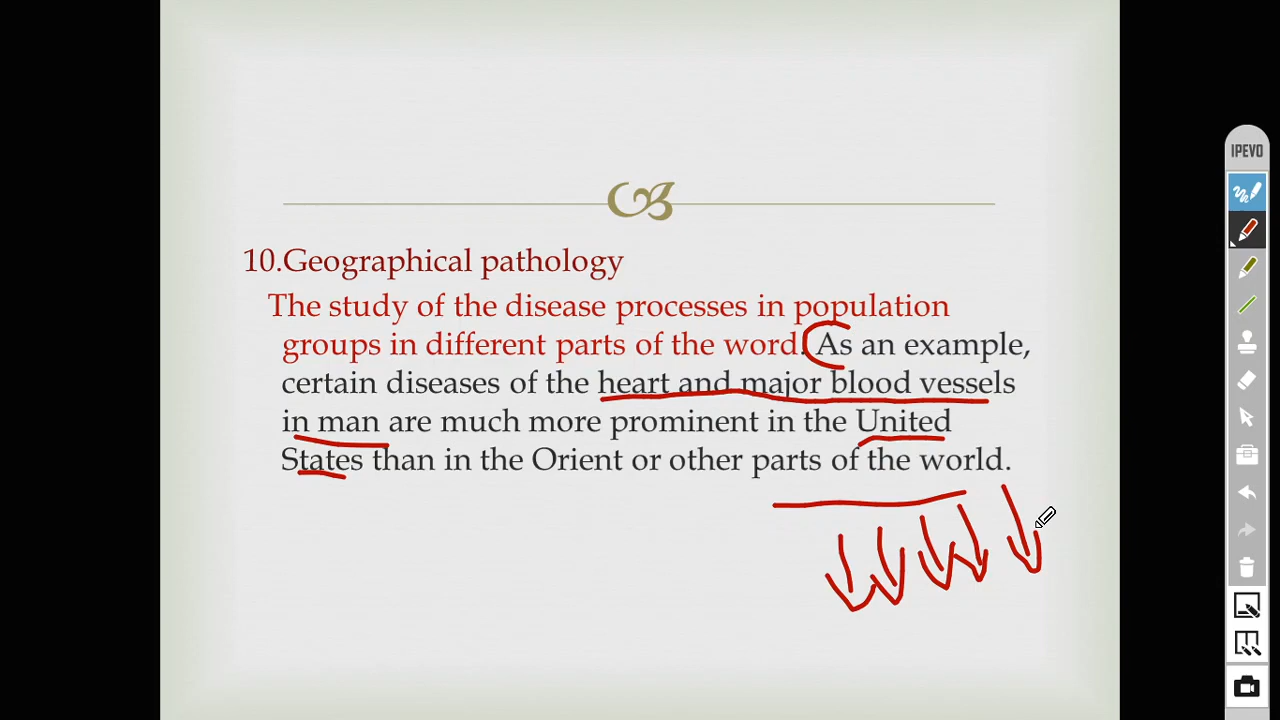 IPEVO
10.Geographical pathology
The study of the disease processes in population
groups in different parts of the word. As an example,
certain diseases of the heart and major blood vessels
in man are much more prominent in the United
States than in the Orient or other parts of the world.